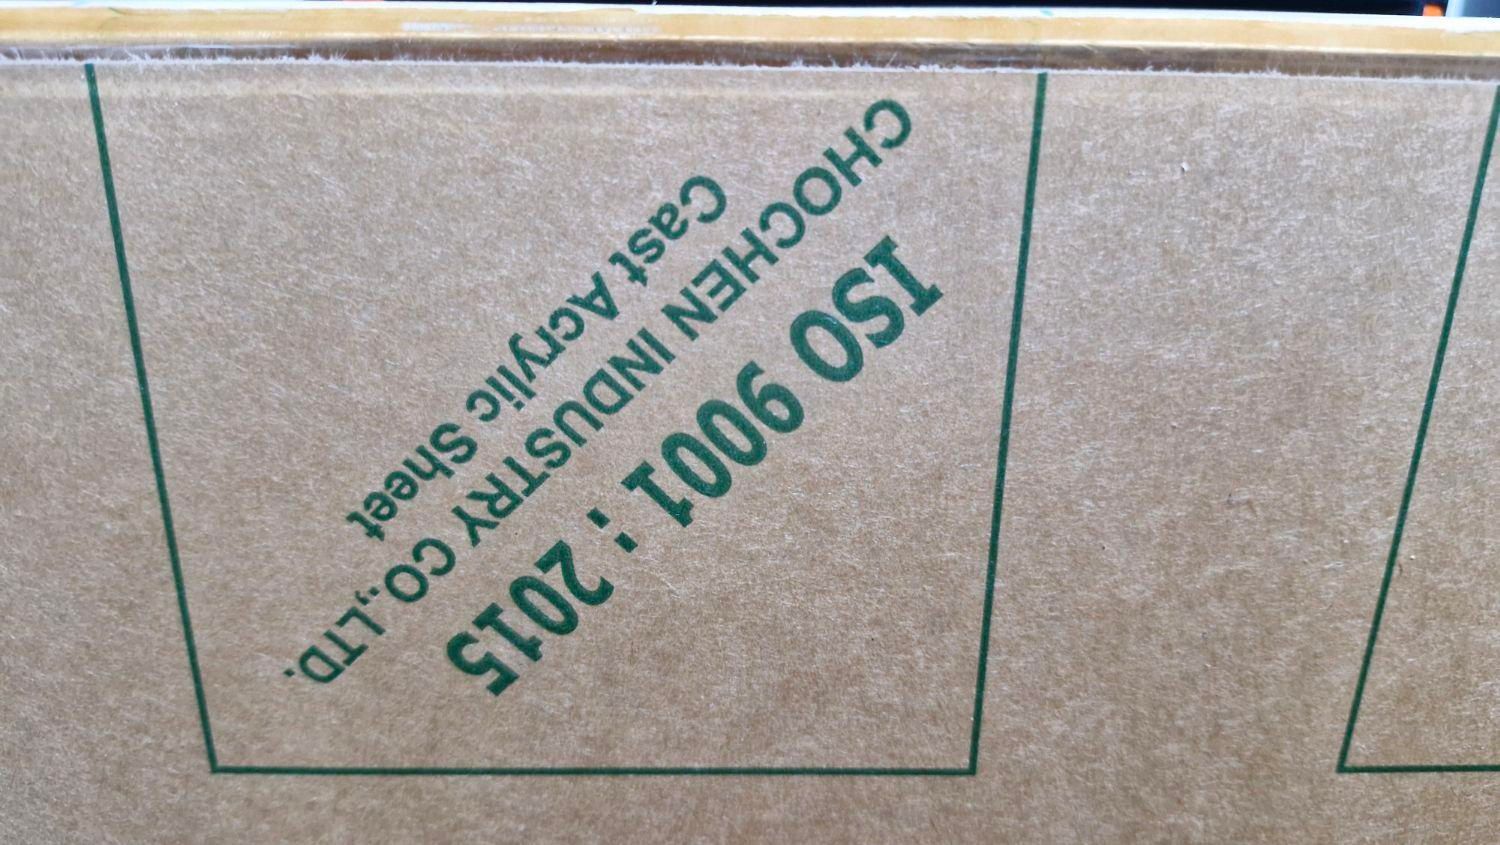 ISO 9001 : 2015
CHOCHEN INDUSTRY CO.,LTD.
Cast Acrylic Sheet